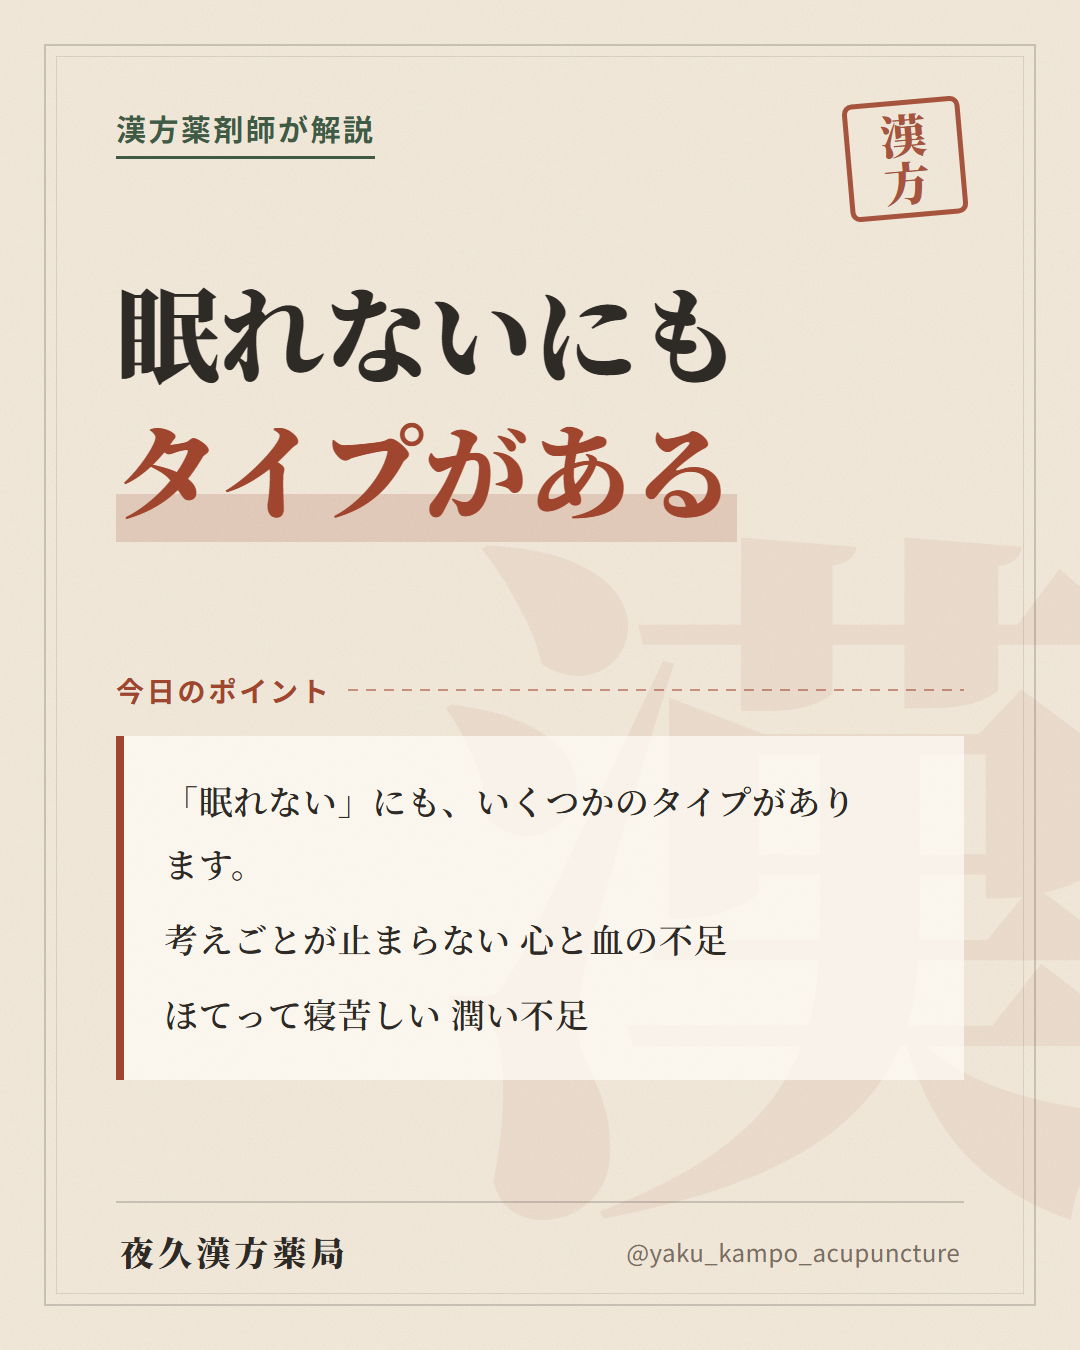 漢方薬剤師が解説
漢
方
眠れないにも
タイプがある
今日のポイント
「眠れない」にも、いくつかのタイプがあり
ます。
考えごとが止まらない 心と血の不足
ほてって寝苦しい 潤い不足
漢
夜久漢方薬局
@yaku_kampo_acupuncture